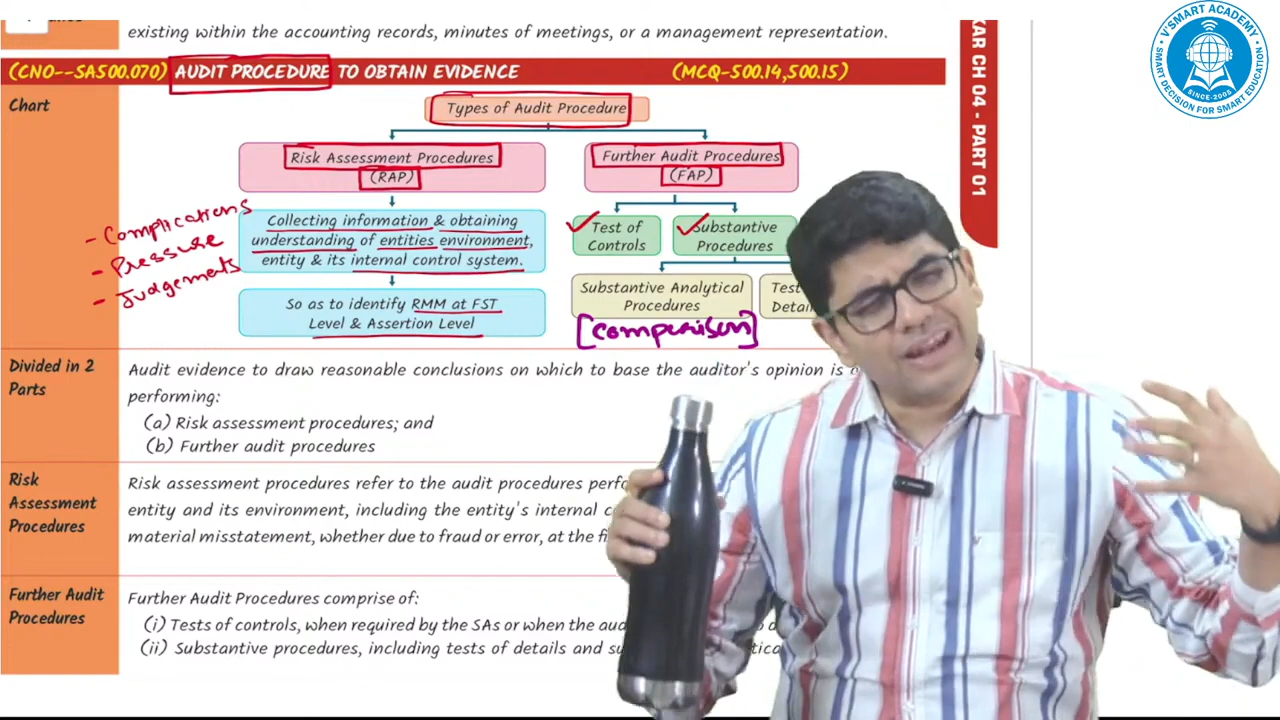 existing within the accounting records, minutes of meetings, or a management representation.
(CNO--SA500.070) AUDIT PROCEDURE TO OBTAIN EVIDENCE (MCQ-500.14,500.15)
Chart
Types of Audit Procedure
Risk Assessment Procedures
(RAP)
Further Audit Procedures
(FAP)
Collecting information & obtaining
understanding of entities environment,
entity & its internal control system.
Test of
Controls
Substantive
Procedures
- Complications
- Pressure
- Judgements
So as to identify RMM at FST
Level & Assertion Level
Substantive Analytical
Procedures
[comparison]
Divided in 2
Parts
Audit evidence to draw reasonable conclusions on which to base the auditor's opinion is
performing:
(a) Risk assessment procedures; and
(b) Further audit procedures
Risk
Assessment
Procedures
Risk assessment procedures refer to the audit procedures
entity and its environment, including the entity's internal
material misstatement, whether due to fraud or error, at the
Further Audit
Procedures
Further Audit Procedures comprise of:
(i) Tests of controls, when required by the SAs or when the
(ii) Substantive procedures, including tests of details and
KAR CH 04 - PART 01
V'SMART ACADEMY
SMART DECISION FOR SMART EDUCATION
SINCE-2005